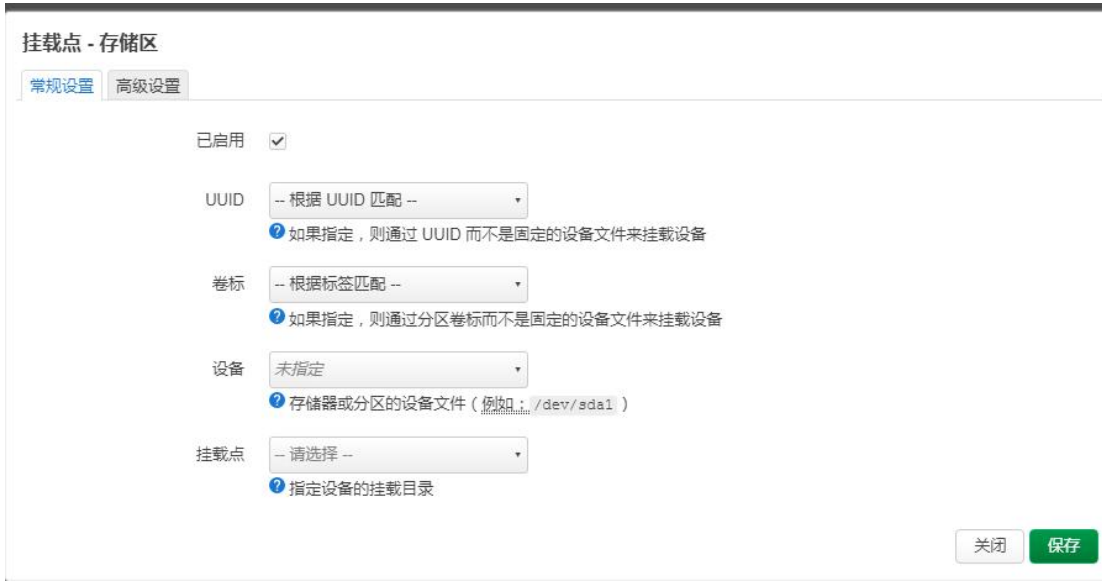 挂载点 - 存储区
常规设置 高级设置
已启用
UUID -- 根据 UUID 匹配 --
如果指定，则通过 UUID 而不是固定的设备文件来挂载设备
卷标 -- 根据标签匹配 --
如果指定，则通过分区卷标而不是固定的设备文件来挂载设备
设备 未指定
存储器或分区的设备文件（例如：/dev/sda1）
挂载点 -- 请选择 --
指定设备的挂载目录
关闭 保存